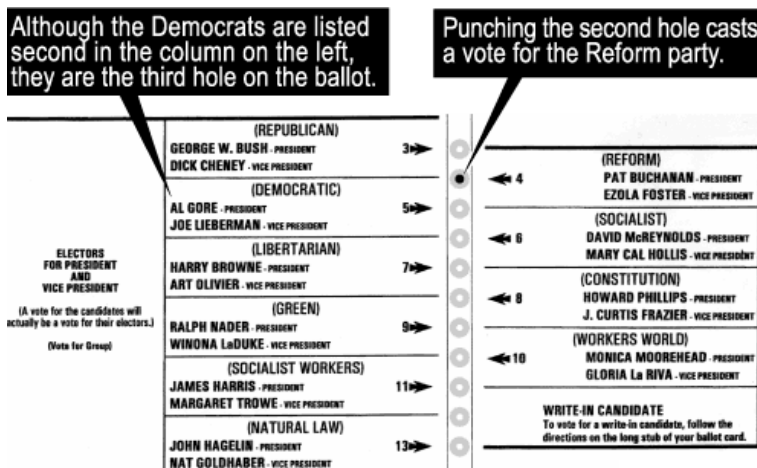 Although the Democrats are listed
second in the column on the left,
they are the third hole on the ballot.
Punching the second hole casts
a vote for the Reform party.
ELECTORS
FOR PRESIDENT
AND
VICE PRESIDENT
(A vote for the candidates will
actually be a vote for their electors.)
(Vote for Group)
(REPUBLICAN)
GEORGE W. BUSH - PRESIDENT 3
DICK CHENEY - VICE PRESIDENT
(DEMOCRATIC)
AL GORE - PRESIDENT 5
JOE LIEBERMAN - VICE PRESIDENT
(LIBERTARIAN)
HARRY BROWNE - PRESIDENT 7
ART OLIVIER - VICE PRESIDENT
(GREEN)
RALPH NADER - PRESIDENT 9
WINONA LaDUKE - VICE PRESIDENT
(SOCIALIST WORKERS)
JAMES HARRIS - PRESIDENT 11
MARGARET TROWE - VICE PRESIDENT
(NATURAL LAW)
JOHN HAGELIN - PRESIDENT 13
NAT GOLDHABER - VICE PRESIDENT
(REFORM)
4 PAT BUCHANAN - PRESIDENT
EZOLA FOSTER - VICE PRESIDENT
(SOCIALIST)
6 DAVID McREYNOLDS - PRESIDENT
MARY CAL HOLLIS - VICE PRESIDENT
(CONSTITUTION)
8 HOWARD PHILLIPS - PRESIDENT
J. CURTIS FRAZIER - VICE PRESIDENT
(WORKERS WORLD)
10 MONICA MOOREHEAD - PRESIDENT
GLORIA La RIVA - VICE PRESIDENT
WRITE-IN CANDIDATE
To vote for a write-in candidate, follow the
directions on the long stub of your ballot card.